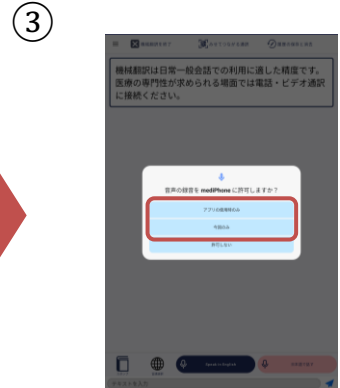 ③
機械翻訳は日常一般会話での利用に適した精度です。
医療の専門性が求められる場面では電話・ビデオ通訳
に接続ください。
音声の録音を mediPhone に許可しますか？
アプリの使用時のみ
今回のみ
許可しない
Speak in English